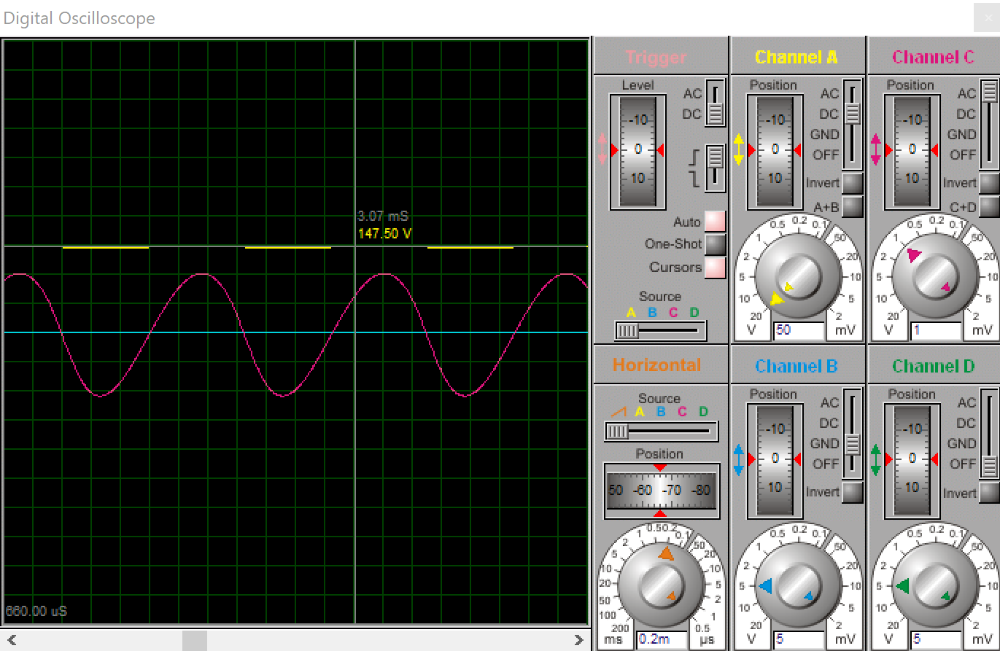 Digital Oscilloscope
3.07 mS
147.50 V
660.00 uS
Trigger
Level
-10
0
10
AC
DC
Auto
One-Shot
Cursors
Source
A B C D
Channel A
Position
-10
0
10
AC
DC
GND
OFF
Invert
A+B
20
10
5
2
1
0.5
0.2
0.1
50
20
10
5
2
V
50
mV
Channel C
Position
-10
0
10
AC
DC
GND
OFF
Invert
C+D
20
10
5
2
1
0.5
0.2
0.1
50
20
10
5
2
V
1
mV
Horizontal
Source
A B C D
Position
50 -60 -70 -80
200
100
50
20
10
5
2
1
0.5
0.2
0.1
50
20
10
5
2
1
0.5
ms
0.2m
µs
Channel B
Position
-10
0
10
AC
DC
GND
OFF
Invert
20
10
5
2
1
0.5
0.2
0.1
50
20
10
5
2
V
5
mV
Channel D
Position
-10
0
10
AC
DC
GND
OFF
Invert
20
10
5
2
1
0.5
0.2
0.1
50
20
10
5
2
V
5
mV